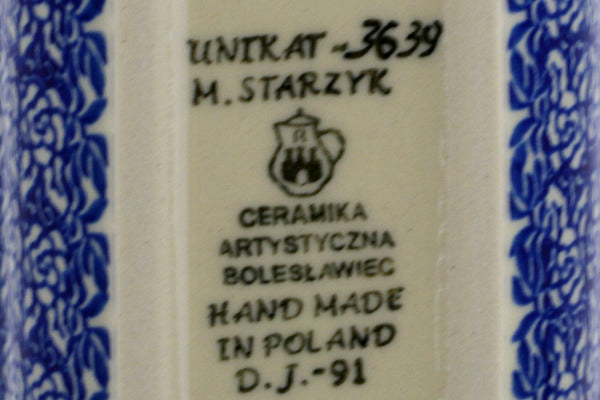 UNIKAT-3639
M. STARZYK
CERAMIKA
ARTYSTYCZNA
BOLESŁAWIEC
HAND MADE
IN POLAND
D.J.-91